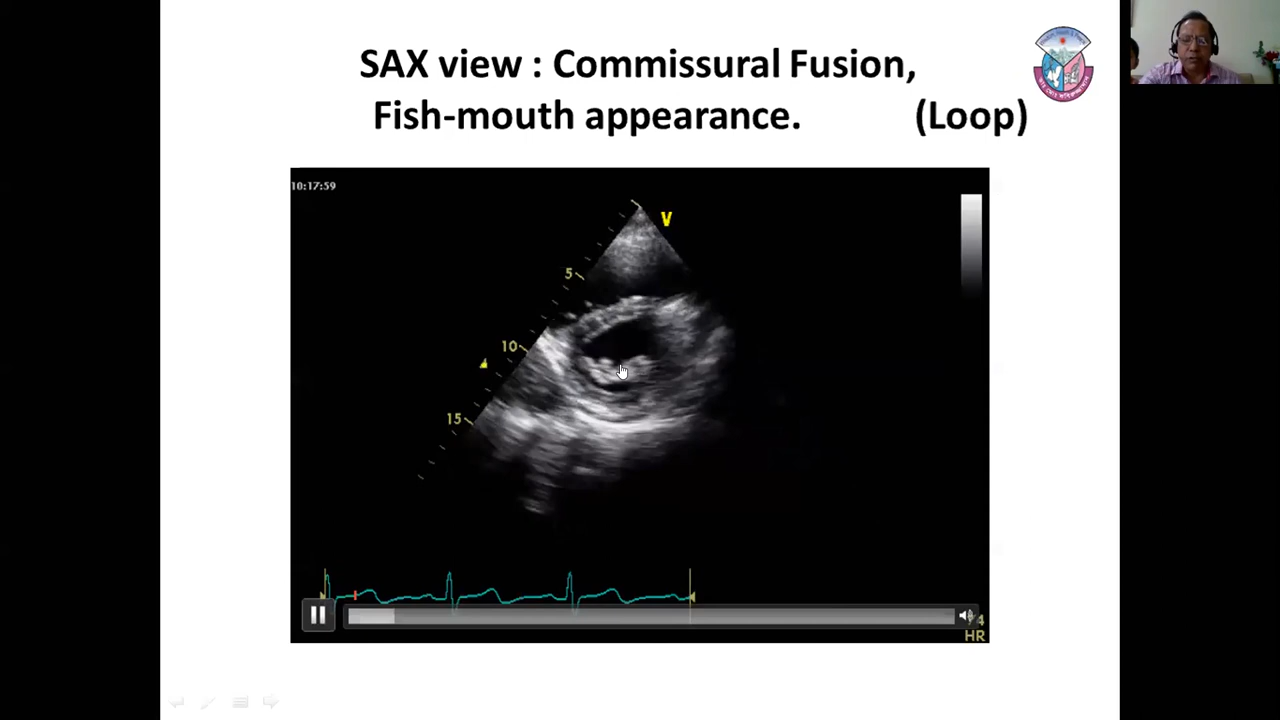 SAX view : Commissural Fusion,
Fish-mouth appearance. (Loop)
10:17:59
V
5
10
15
HR